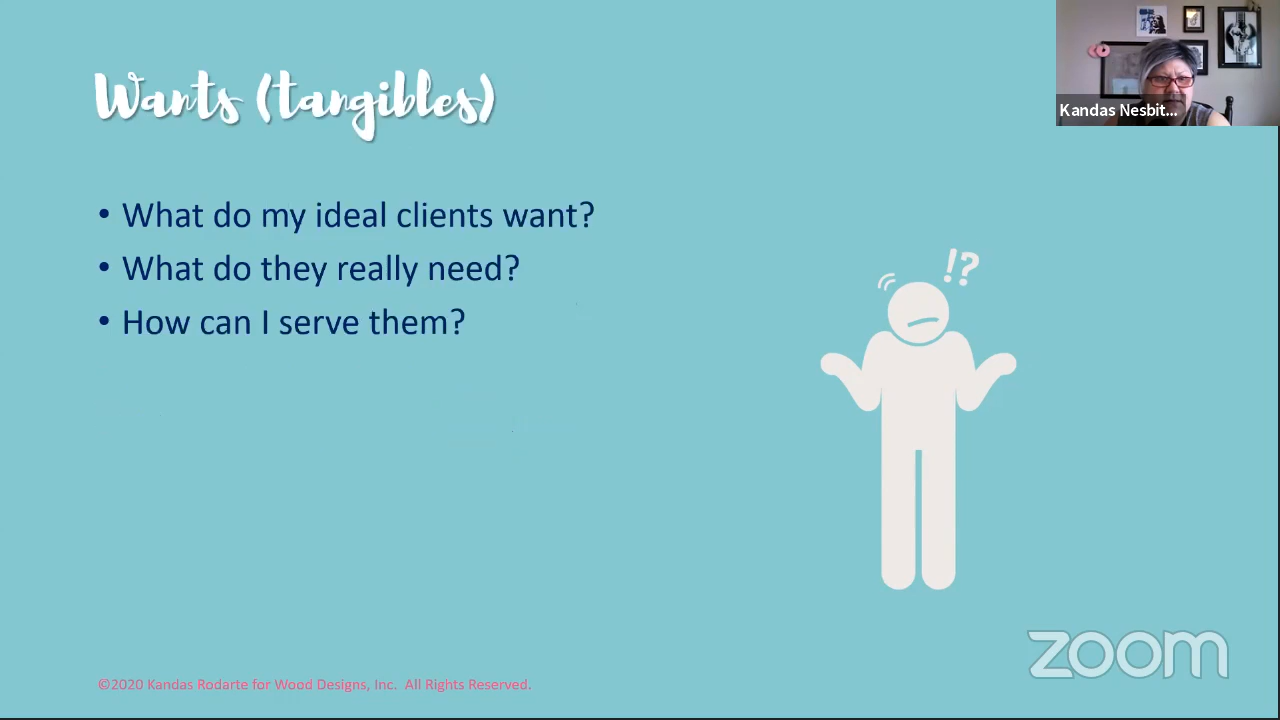 Wants (tangibles)
Kandas Nesbit...
• What do my ideal clients want?
• What do they really need?
• How can I serve them?
!?
zoom
©2020 Kandas Rodarte for Wood Designs, Inc. All Rights Reserved.